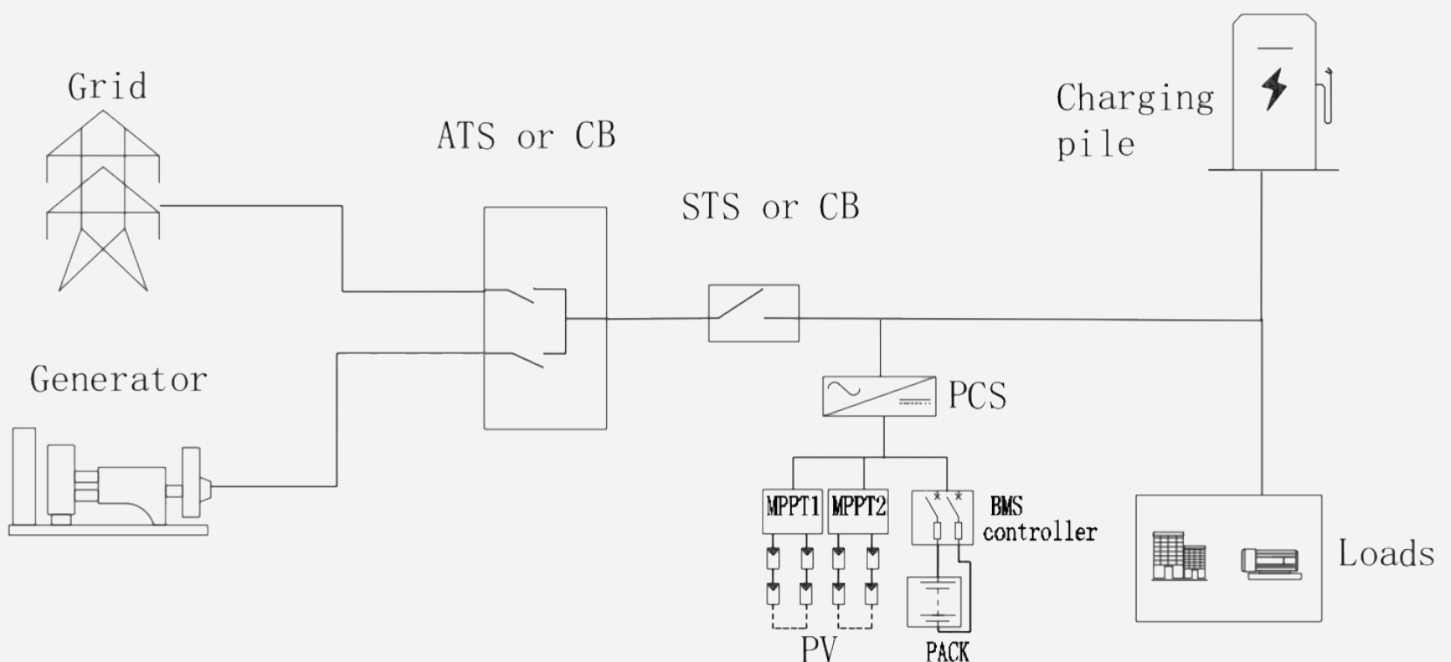 Grid
ATS or CB
STS or CB
Charging
pile
Generator
PCS
MPPT1
MPPT2
BMS
controller
Loads
PV
PACK